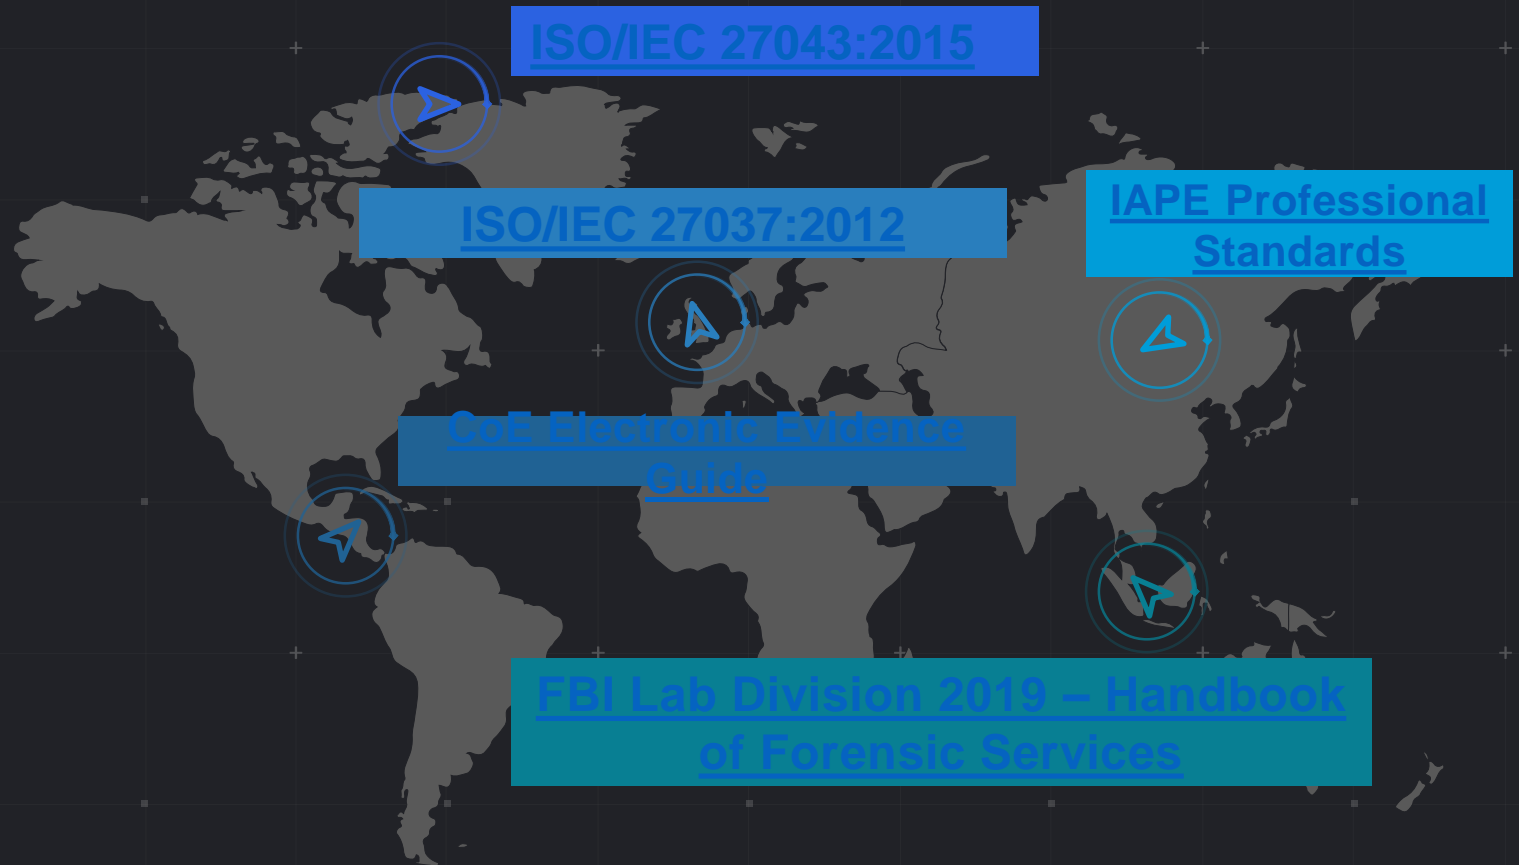 ISO/IEC 27043:2015
IAPE Professional
Standards
ISO/IEC 27037:2012
CoE Electronic Evidence
Guide
FBI Lab Division 2019 – Handbook
of Forensic Services